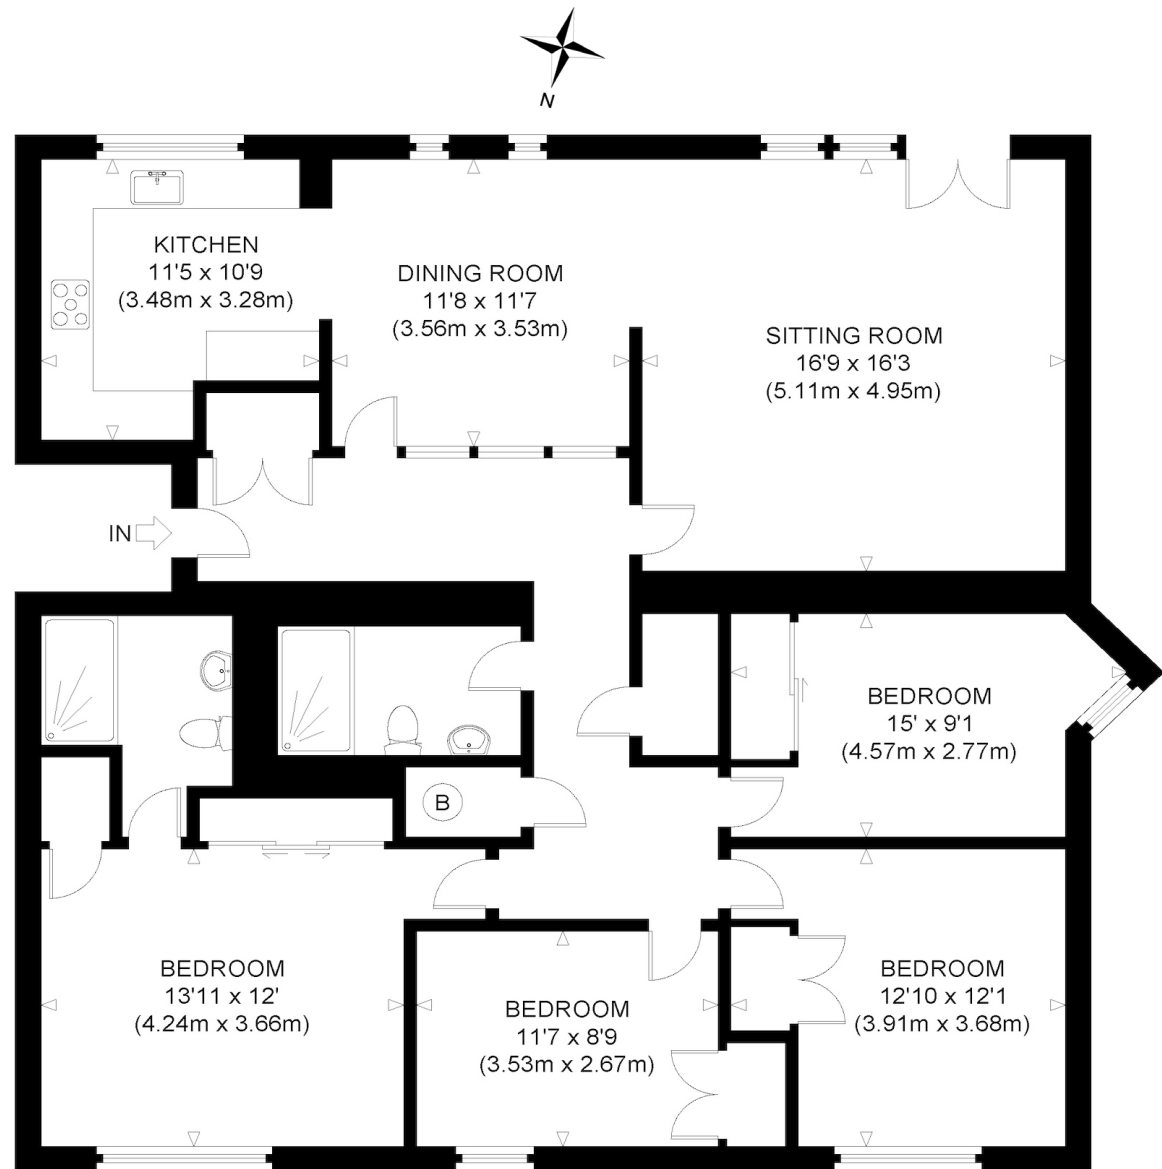 N
KITCHEN
11'5 x 10'9
(3.48m x 3.28m)
DINING ROOM
11'8 x 11'7
(3.56m x 3.53m)
SITTING ROOM
16'9 x 16'3
(5.11m x 4.95m)
IN
BEDROOM
15' x 9'1
(4.57m x 2.77m)
B
BEDROOM
13'11 x 12'
(4.24m x 3.66m)
BEDROOM
11'7 x 8'9
(3.53m x 2.67m)
BEDROOM
12'10 x 12'1
(3.91m x 3.68m)